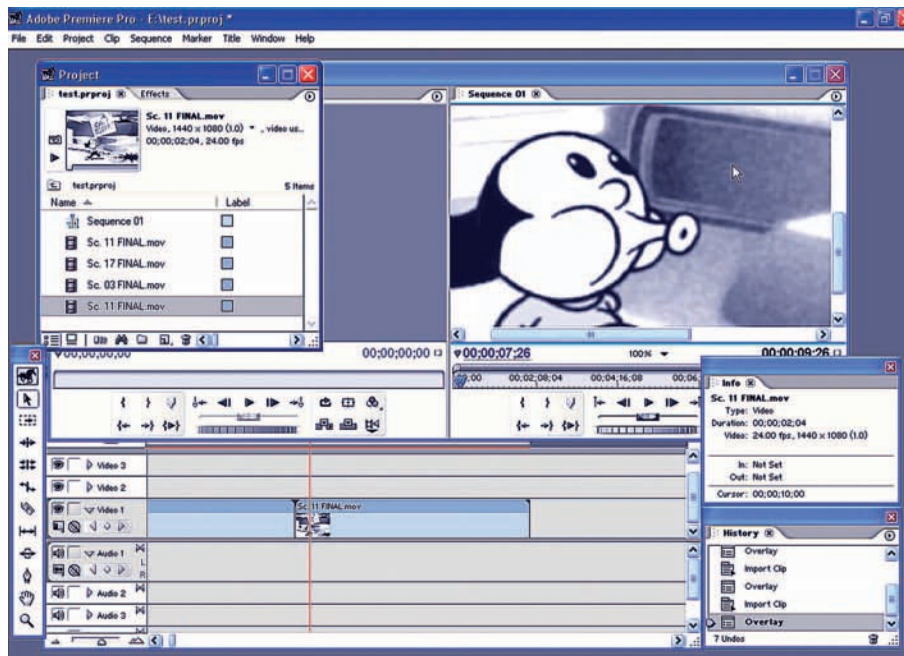 Adobe Premiere Pro - E:\test.prproj *
File Edit Project Clip Sequence Marker Title Window Help
Project
test.prproj Effects
Sc. 11 FINAL.mov
Video, 1440 x 1080 (1.0) , video us...
00;00;02;04, 24.00 fps
test.prproj 5 Items
Name Label
Sequence 01
Sc. 11 FINAL.mov
Sc. 17 FINAL.mov
Sc. 03 FINAL.mov
Sc. 11 FINAL.mov
Sequence 01
00;00;00;00 00;00;00;00
00;00;07;26 100% 00;00;09;26
;00 00;02;08;04 00;04;16;08 00;06;
Info
Sc. 11 FINAL.mov
Type: Video
Duration: 00;00;02;04
Video: 24.00 fps, 1440 x 1080 (1.0)
In: Not Set
Out: Not Set
Cursor: 00;00;10;00
Video 3
Video 2
Video 1
Sc. 11 FINAL.mov
Audio 1
L
R
Audio 2
Audio 3
History
Overlay
Import Clip
Overlay
Import Clip
Overlay
7 Undos